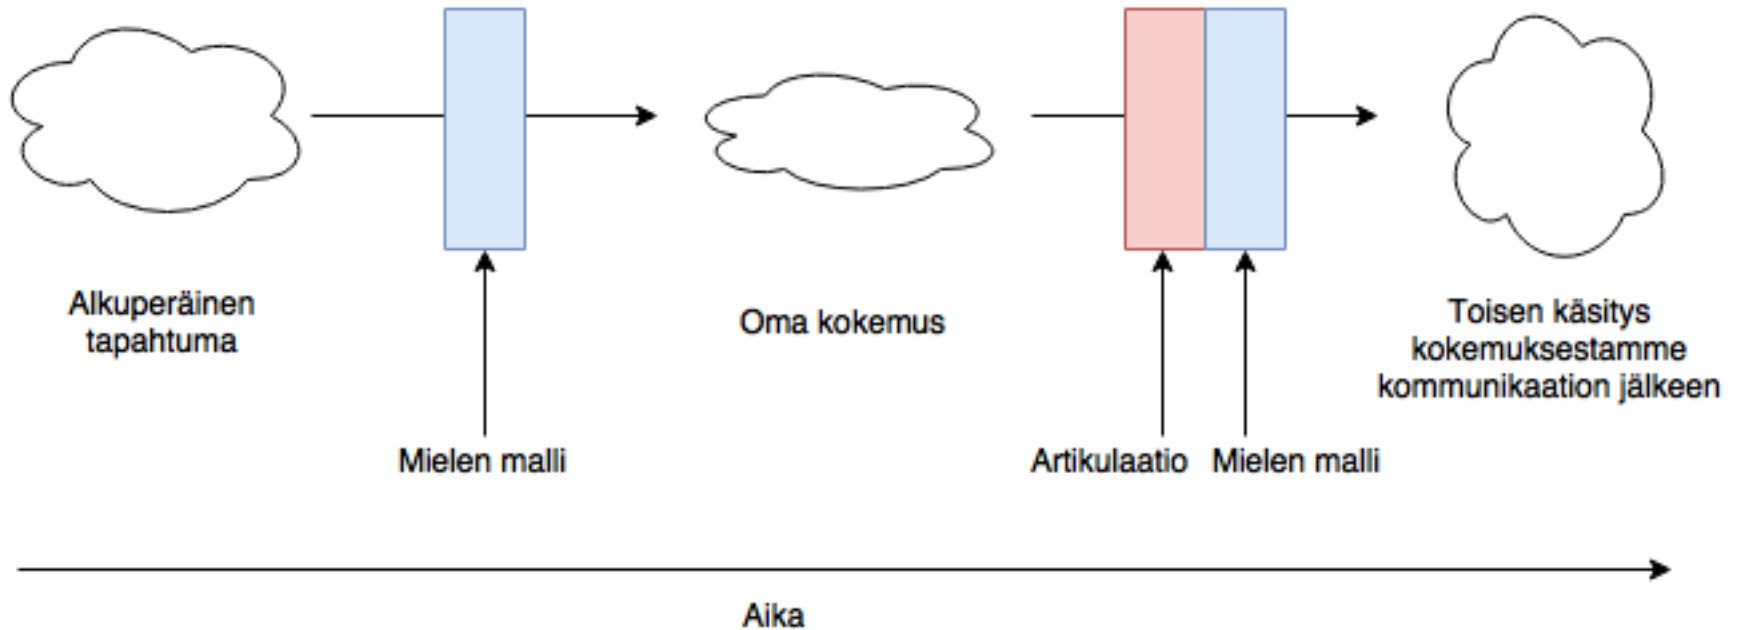 Alkuperäinen
tapahtuma
Mielen malli
Oma kokemus
Artikulaatio
Mielen malli
Toisen käsitys
kokemuksestamme
kommunikaation jälkeen
Aika